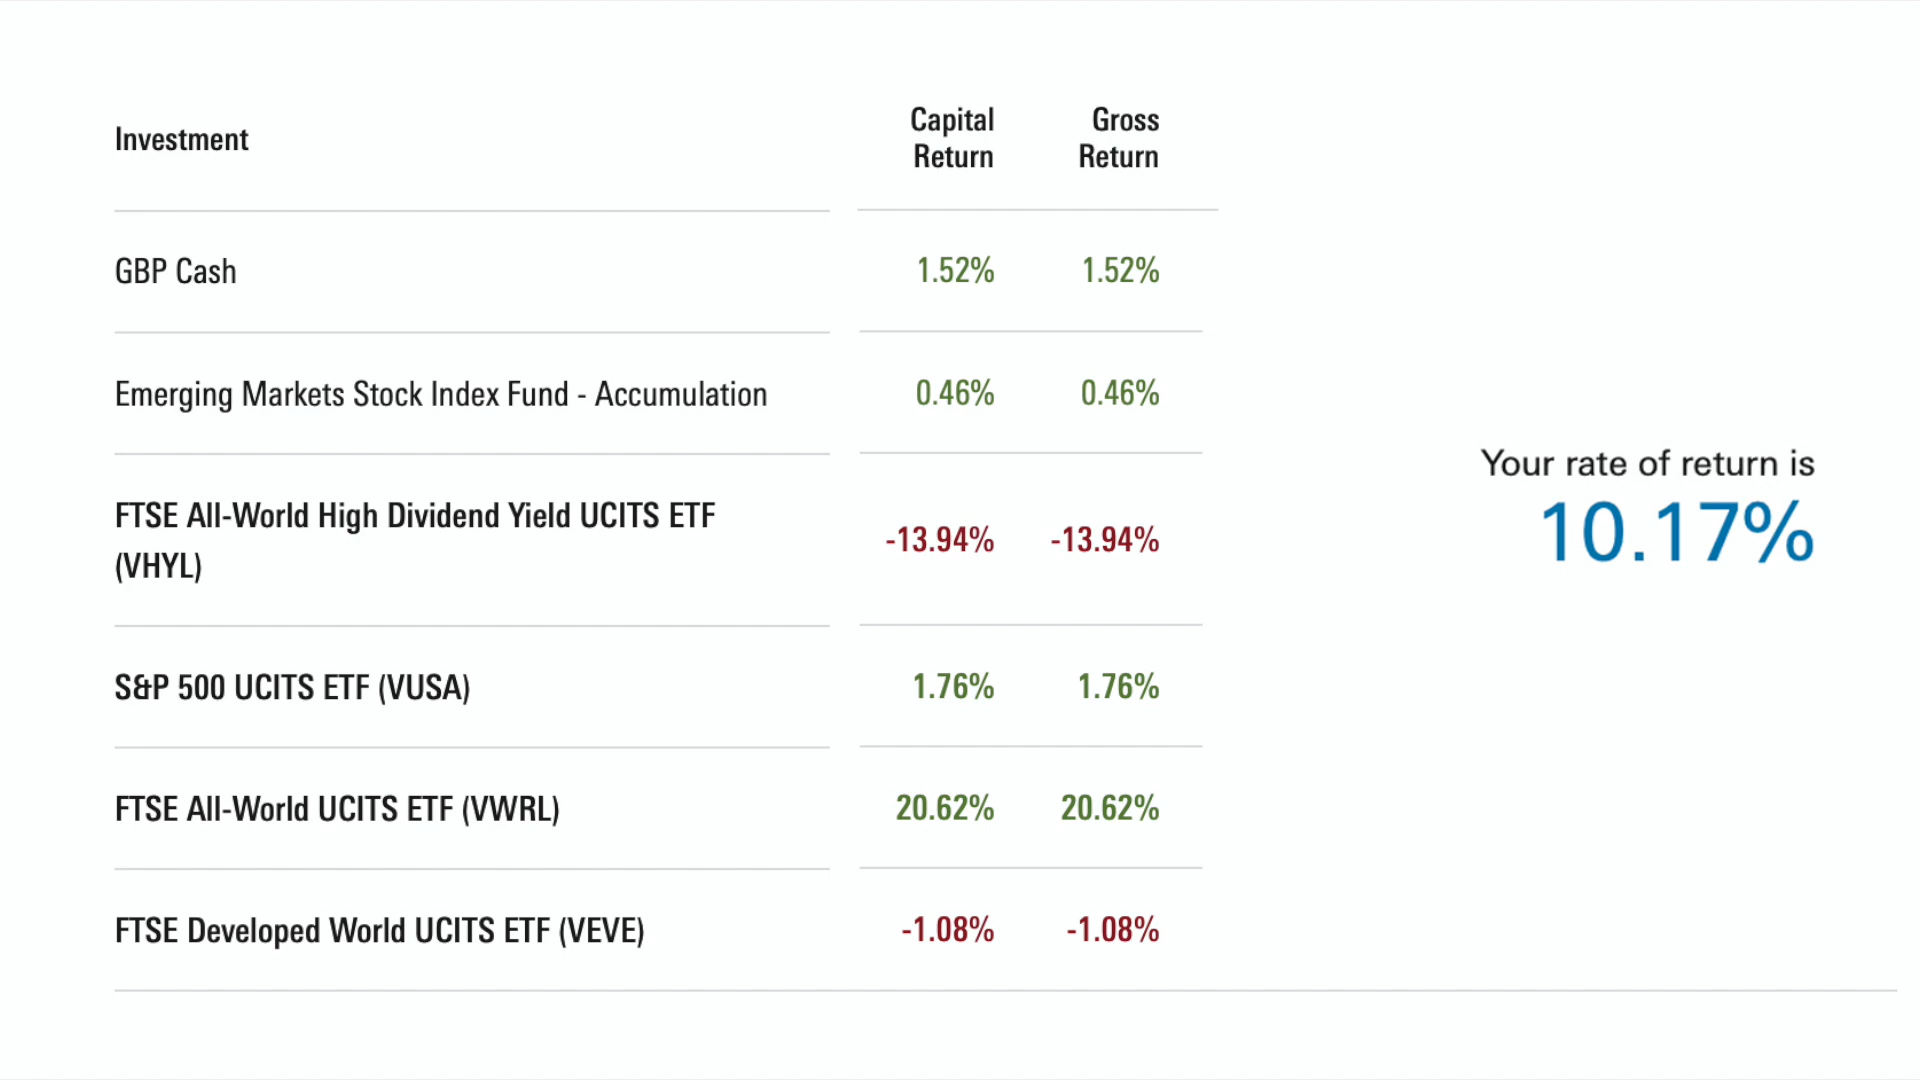 Investment
Capital Return
Gross Return
GBP Cash
1.52%
1.52%
Emerging Markets Stock Index Fund - Accumulation
0.46%
0.46%
FTSE All-World High Dividend Yield UCITS ETF
(VHYL)
-13.94%
-13.94%
S&P 500 UCITS ETF (VUSA)
1.76%
1.76%
FTSE All-World UCITS ETF (VWRL)
20.62%
20.62%
FTSE Developed World UCITS ETF (VEVE)
-1.08%
-1.08%
Your rate of return is
10.17%